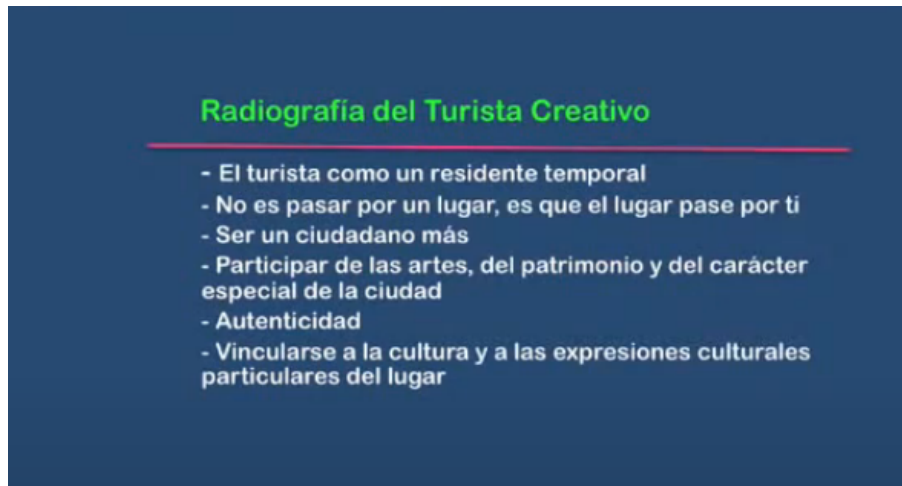 Radiografía del Turista Creativo
- El turista como un residente temporal
- No es pasar por un lugar, es que el lugar pase por ti
- Ser un ciudadano más
- Participar de las artes, del patrimonio y del carácter
especial de la ciudad
- Autenticidad
- Vincularse a la cultura y a las expresiones culturales
particulares del lugar